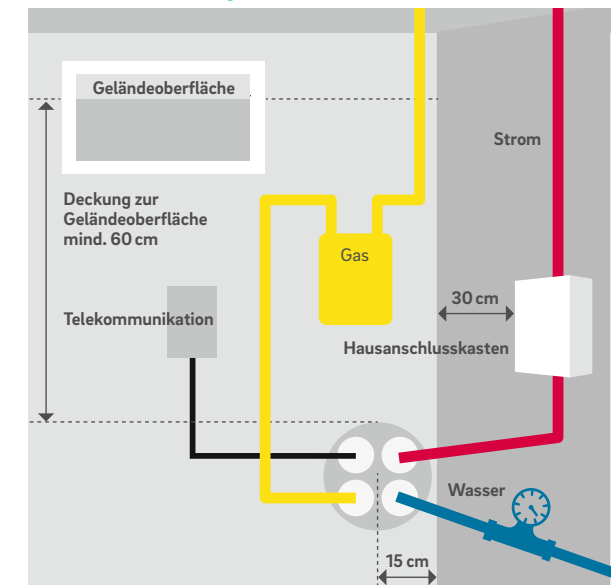 Geländeoberfläche
Strom
Deckung zur
Geländeoberfläche
mind. 60 cm
Gas
30 cm
Telekommunikation
Hausanschlusskasten
Wasser
15 cm